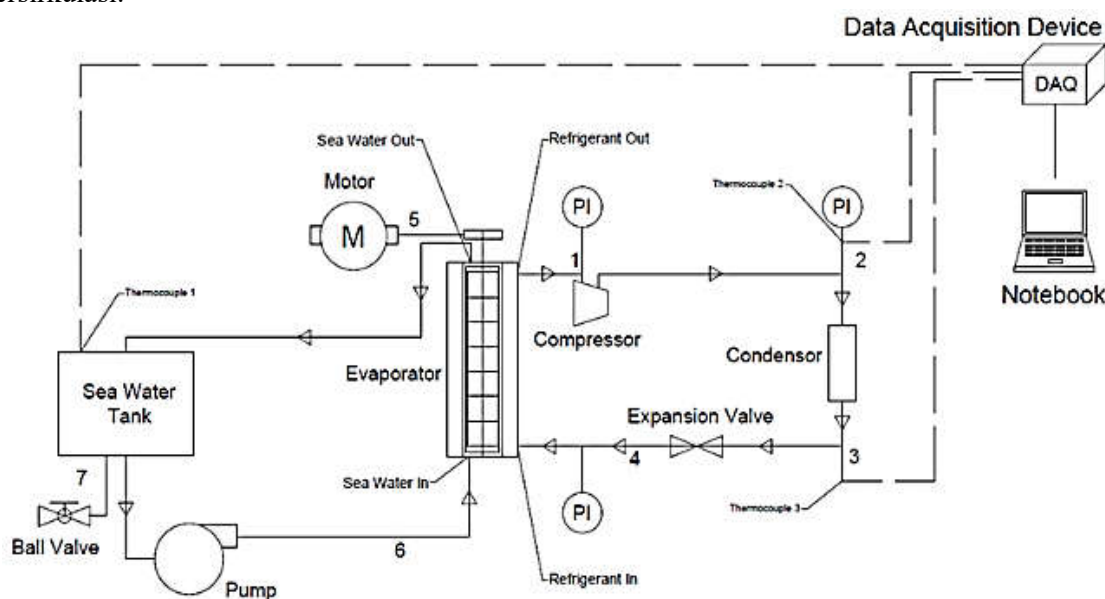 ersirkulasi.
Data Acquisition Device
DAQ
Sea Water Out
Refrigerant Out
Motor
M
5
PI
Thermocouple 2
PI
1
2
Notebook
Thermocouple 1
Compressor
Condensor
Evaporator
Sea Water
Tank
Expansion Valve
4
3
7
Sea Water In
PI
Thermocouple 3
Ball Valve
6
Pump
Refrigerant In